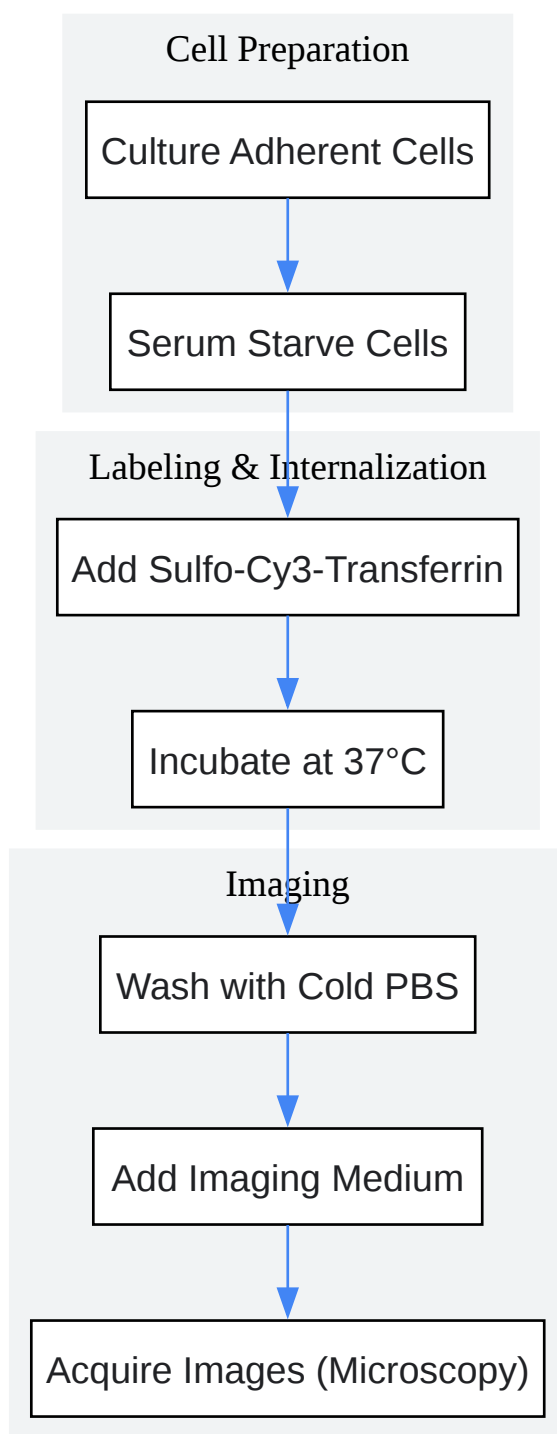 Cell Preparation
Culture Adherent Cells
Serum Starve Cells
Labeling & Internalization
Add Sulfo-Cy3-Transferrin
Incubate at 37°C
Imaging
Wash with Cold PBS
Add Imaging Medium
Acquire Images (Microscopy)